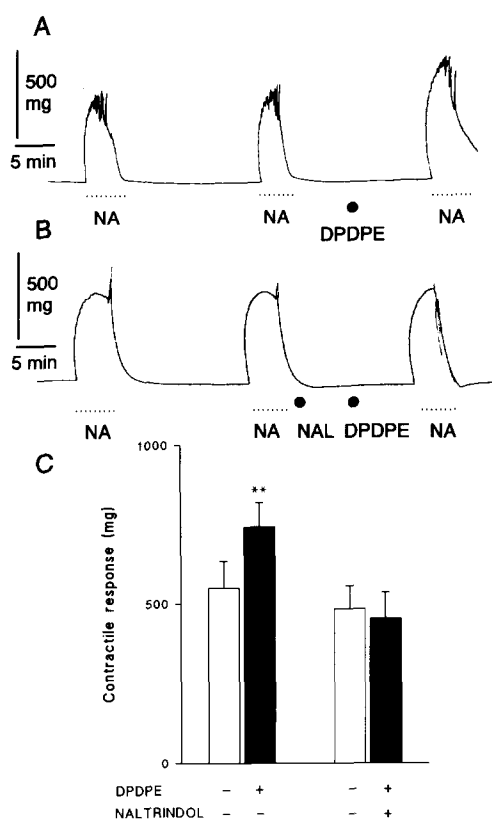 A
500
mg
5 min
NA
NA
NA
DPDPE
B
500
mg
5 min
NA
NA NAL DPDPE NA
C
1000
500
0
Contractile response (mg)
**
DPDPE − + − +
NALTRINDOL − − − +